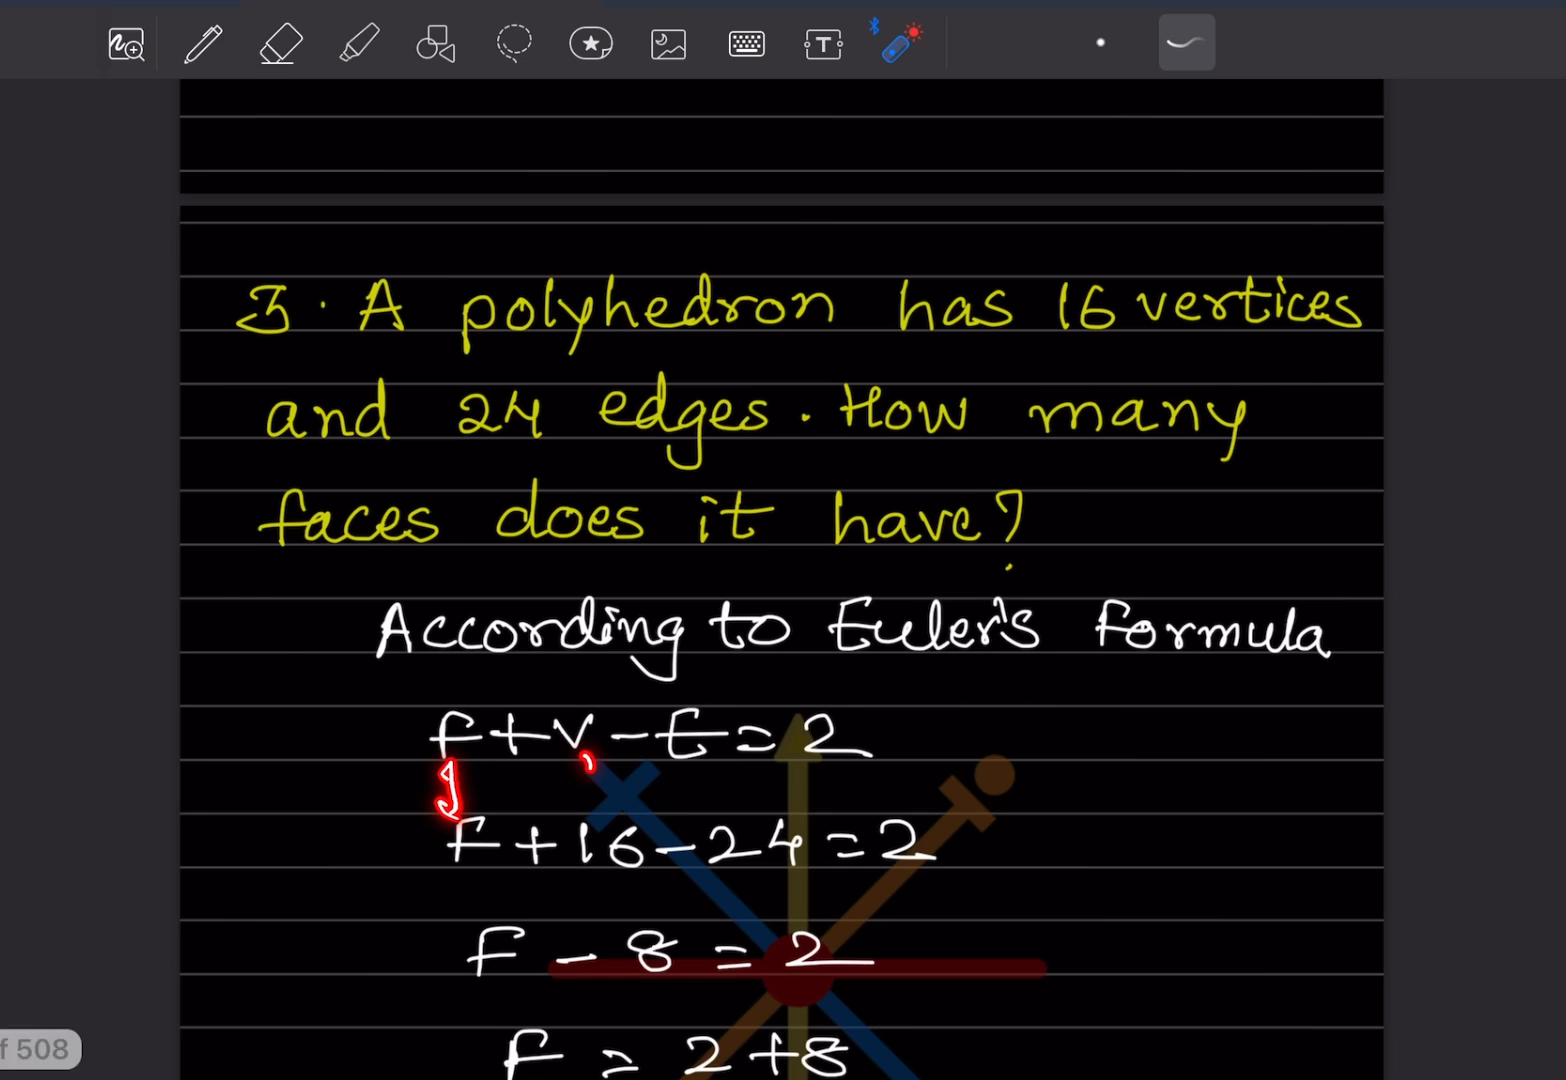 3. A polyhedron has 16 vertices
and 24 edges. How many
faces does it have?
According to Euler's Formula
F+V-E=2
F+16-24=2
F-8=2
F=2+8
f 508